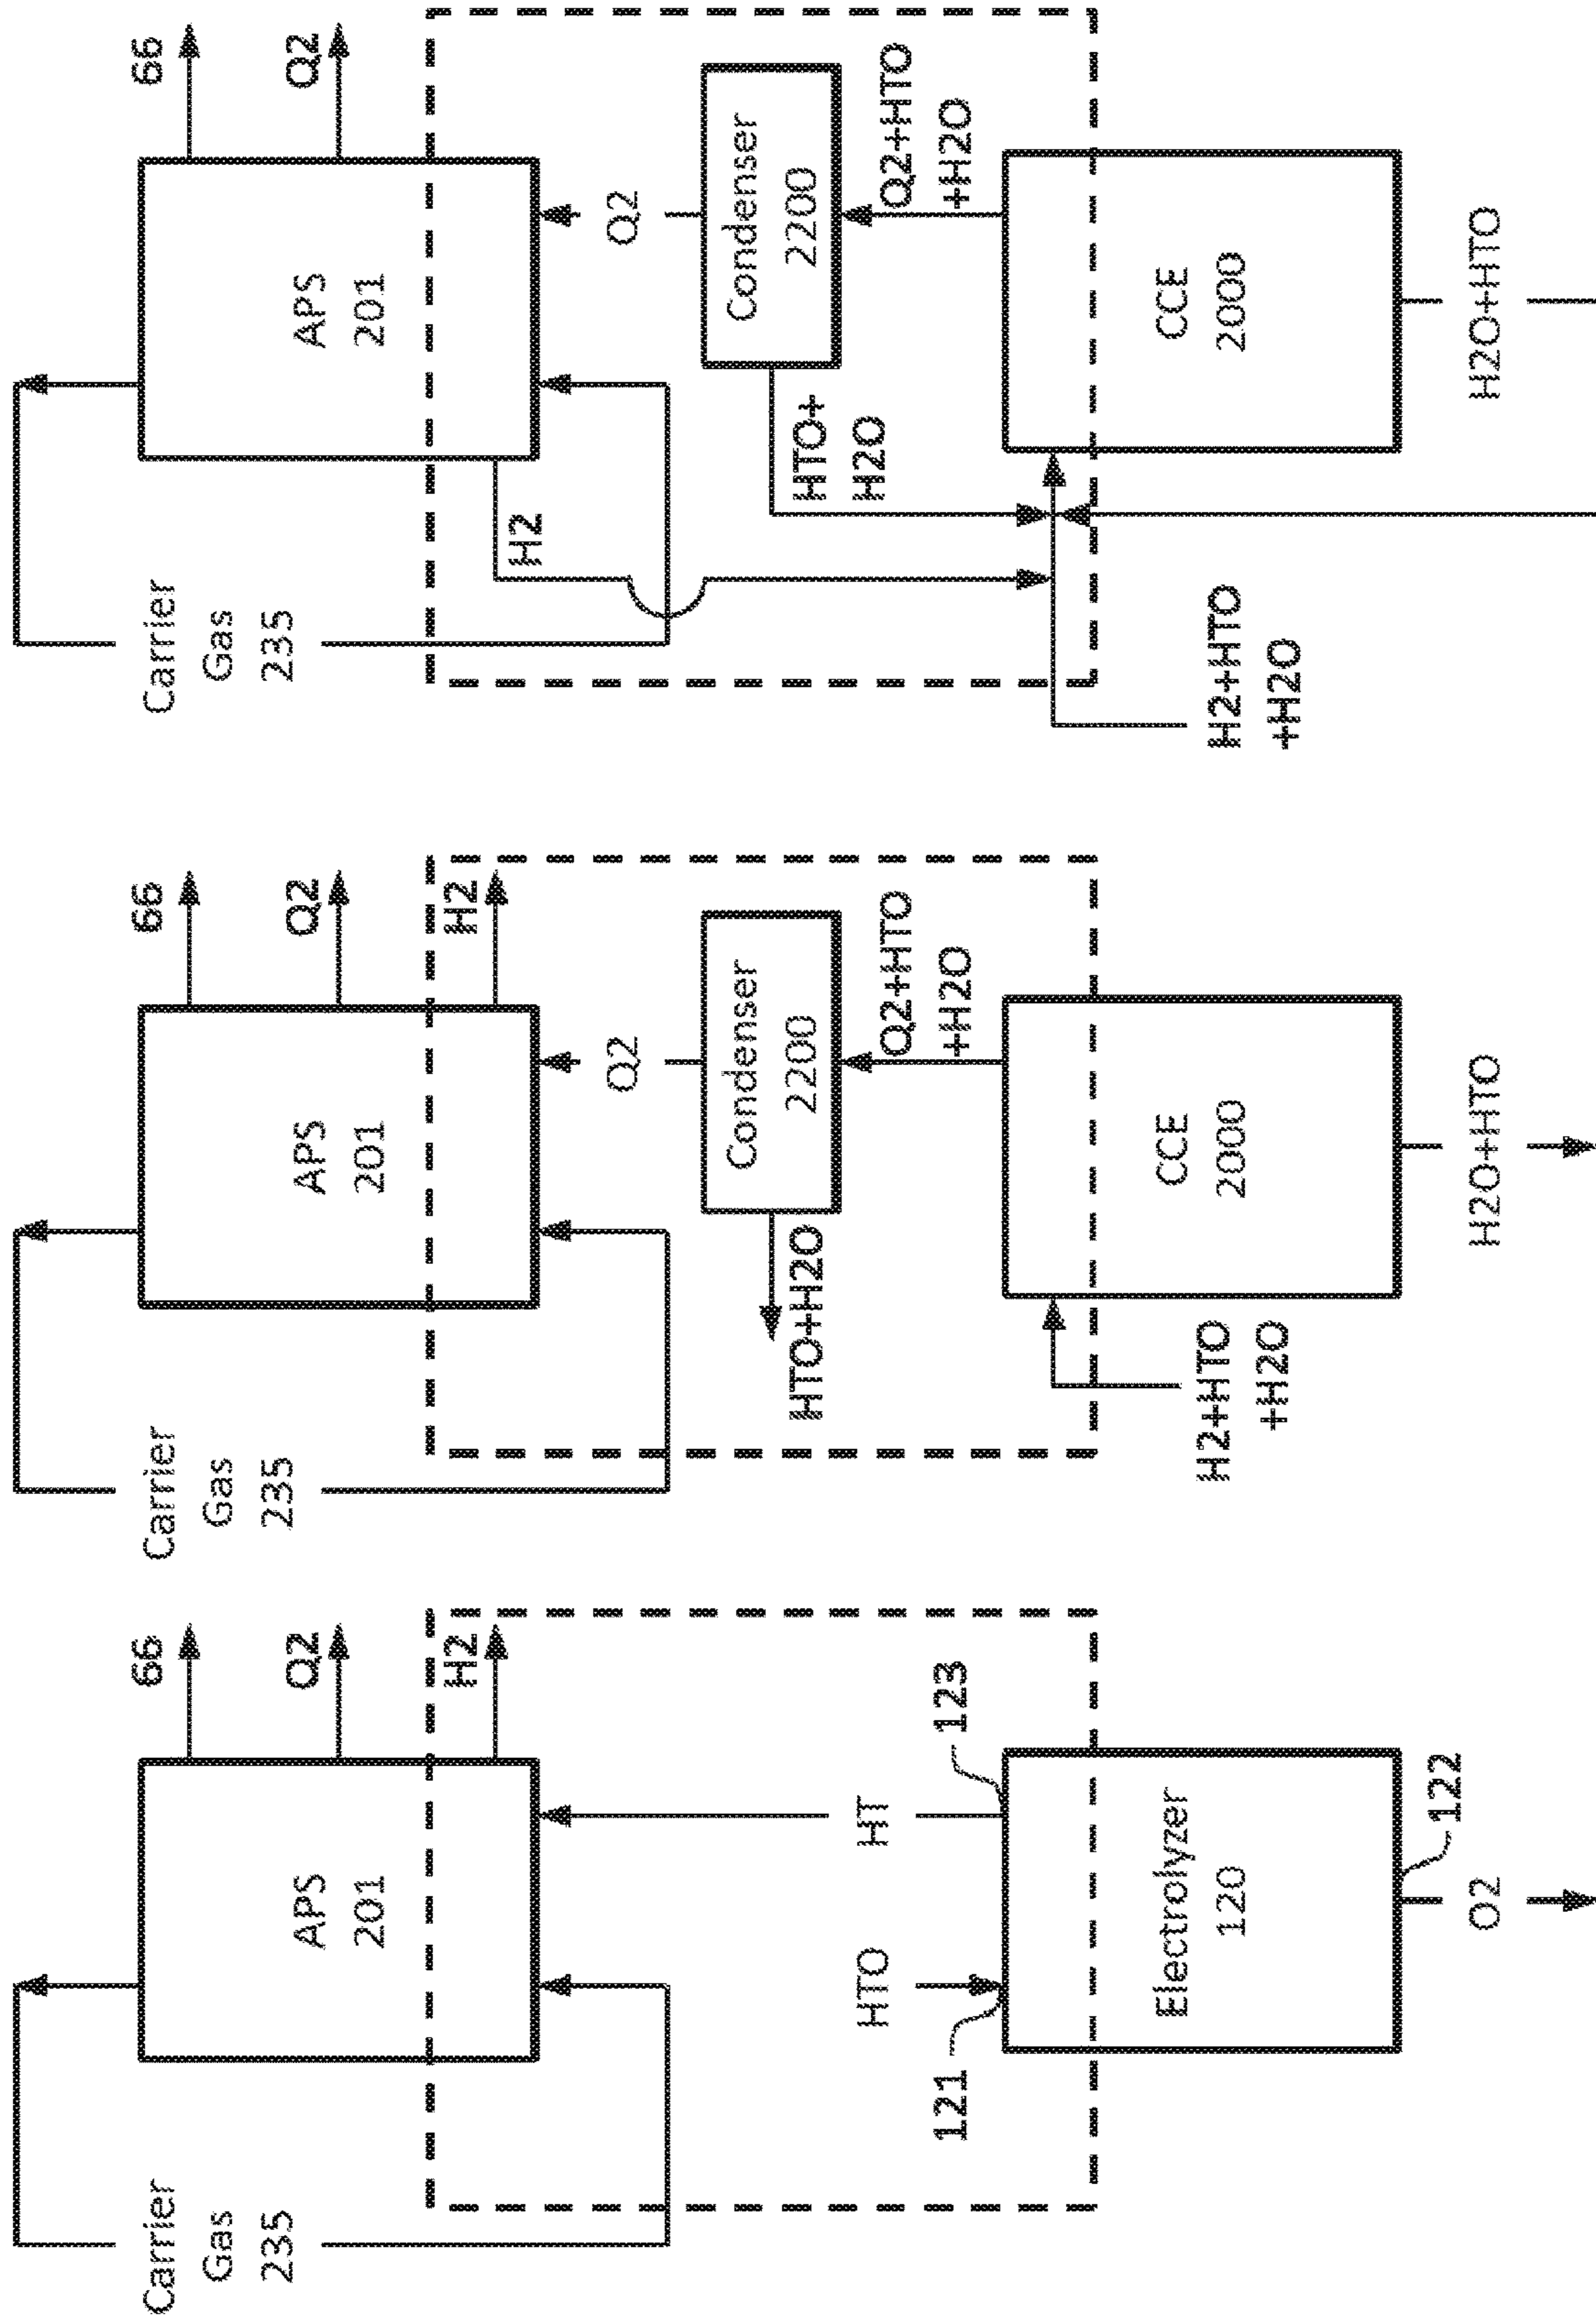 Carrier
Gas
235
APS
201
66
Q2
H2
HTO
HT
121
123
Electrolyzer
120
122
O2
Carrier
Gas
235
APS
201
66
Q2
H2
Q2
Condenser
2200
HTO+H2O
Q2+HTO
+H2O
CCE
2000
H2+HTO
+H2O
H2O+HTO
Carrier
Gas
235
APS
201
66
Q2
H2
Q2
Condenser
2200
HTO+
H2O
Q2+HTO
+H2O
CCE
2000
H2+HTO
+H2O
H2O+HTO